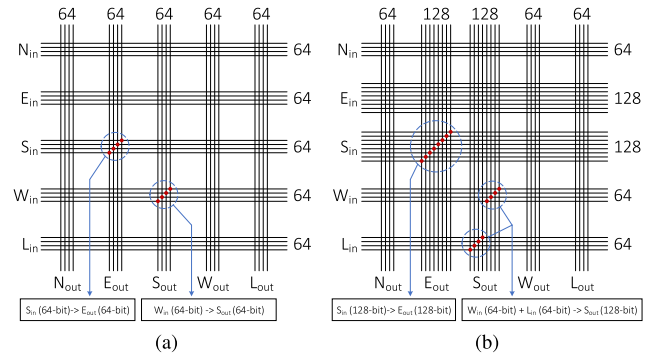 64 64 64 64 64
N_in 64
E_in 64
S_in 64
W_in 64
L_in 64
N_out E_out S_out W_out L_out
S_in (64-bit)-> E_out (64-bit) W_in (64-bit) -> S_out (64-bit)
(a)
64 128 128 64 64
N_in 64
E_in 128
S_in 128
W_in 64
L_in 64
N_out E_out S_out W_out L_out
S_in (128-bit)-> E_out (128-bit) W_in (64-bit) + L_in (64-bit) -> S_out (128-bit)
(b)